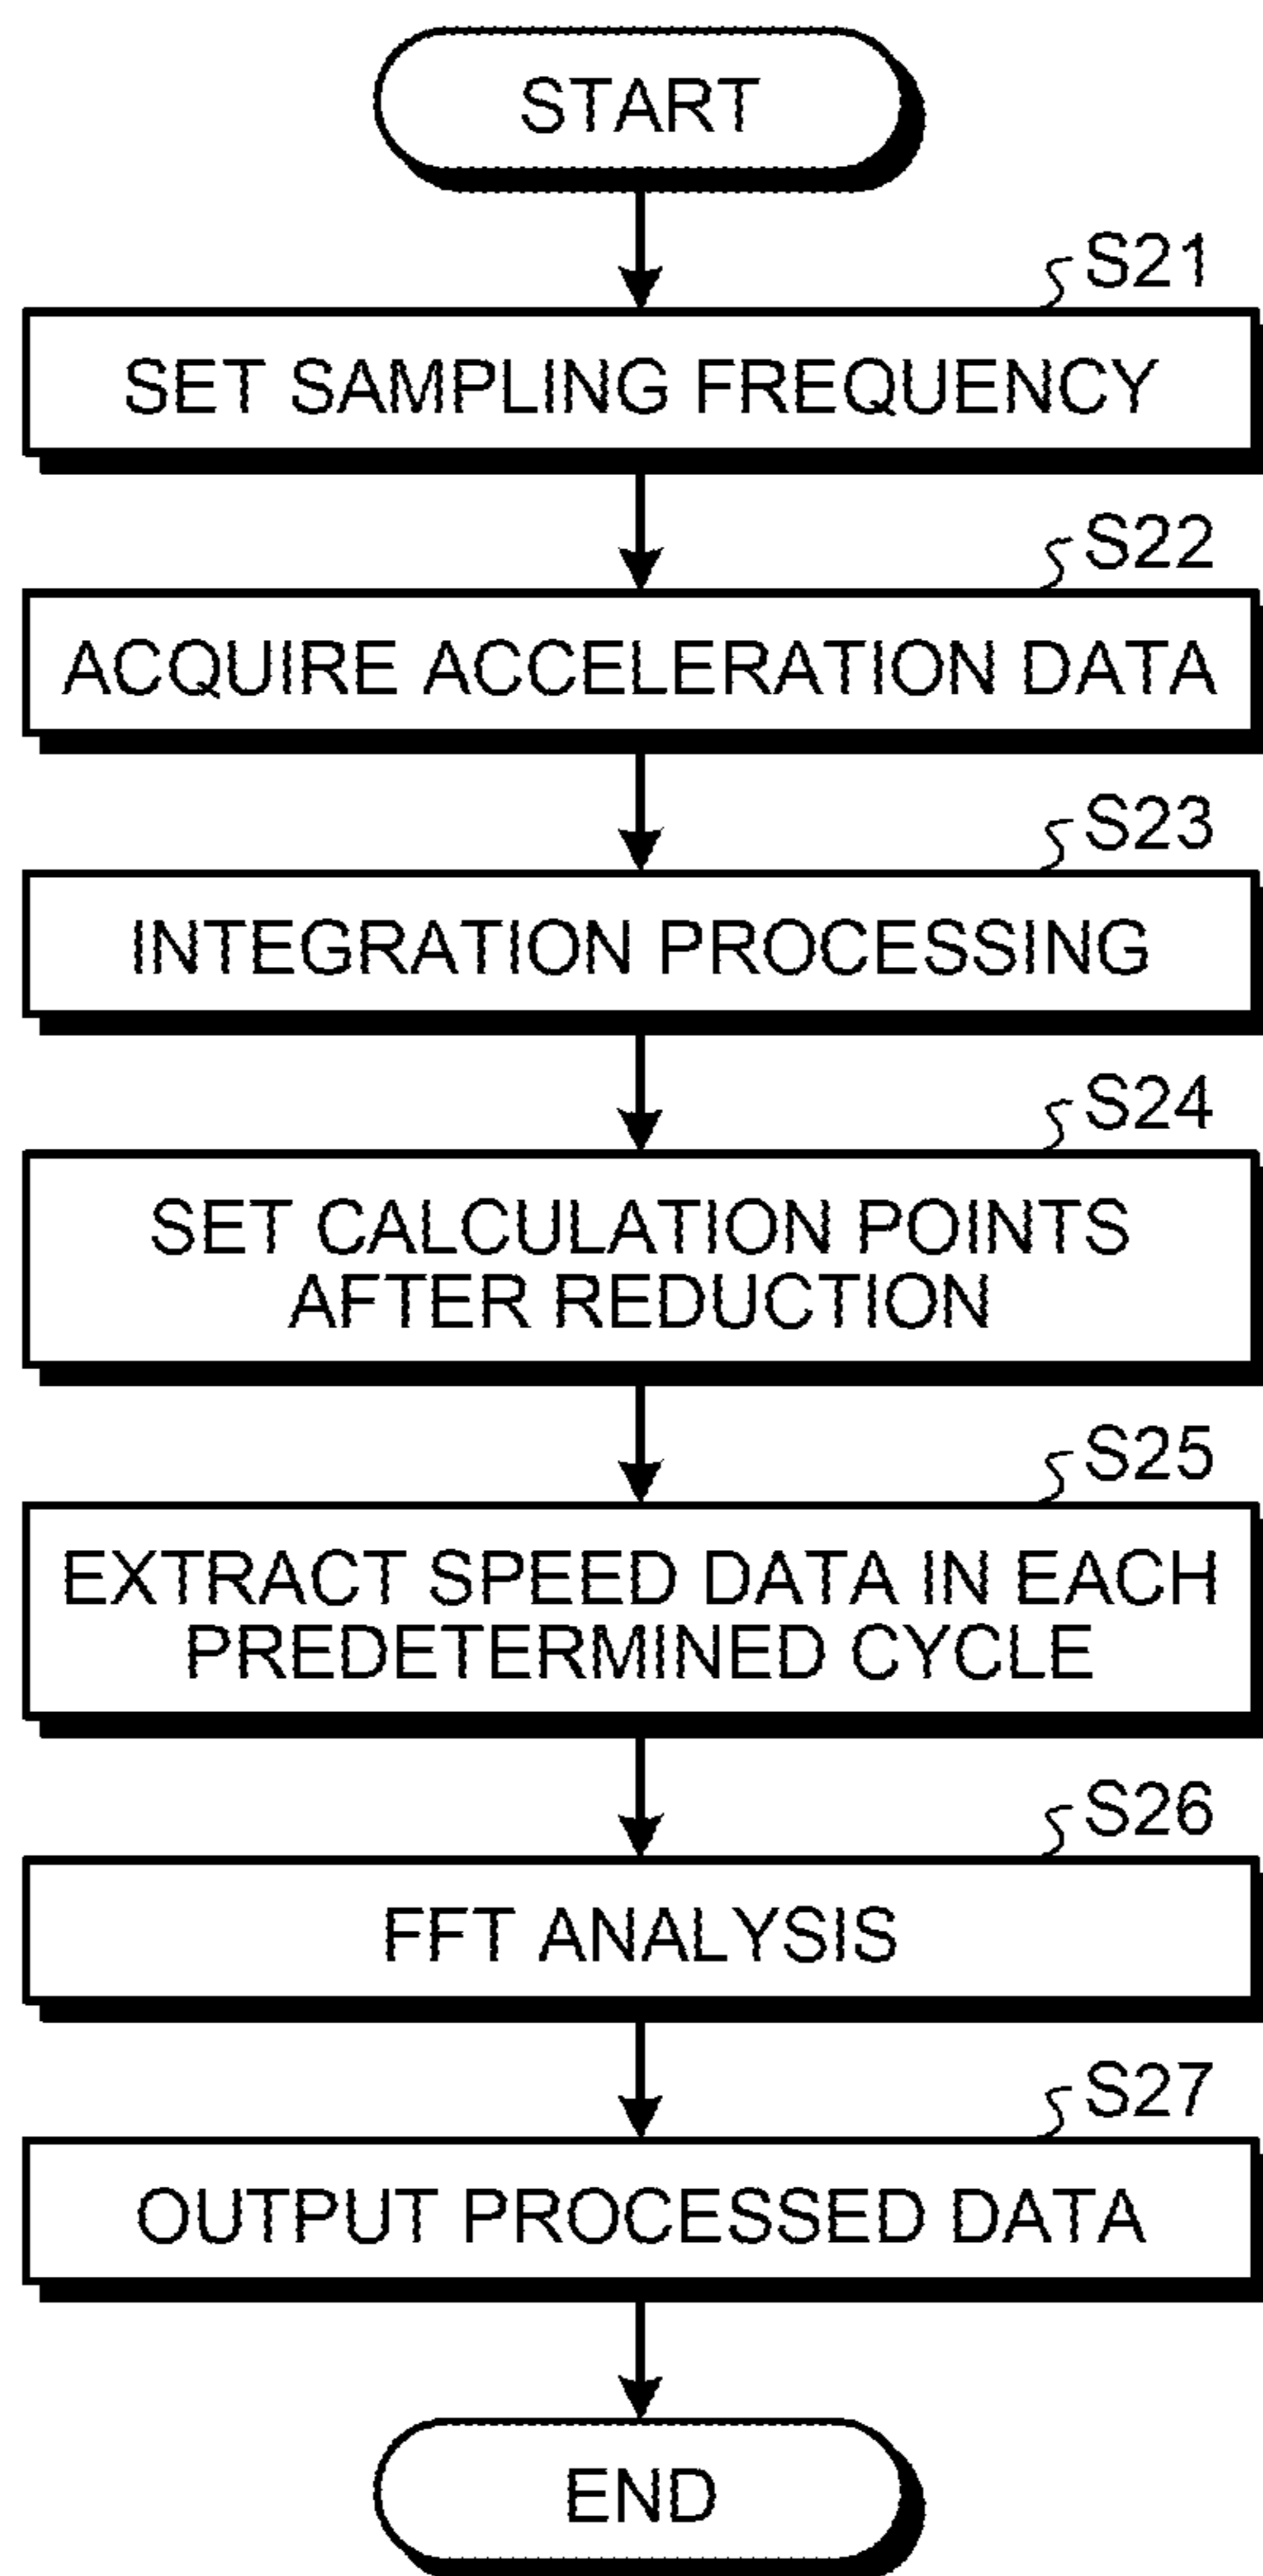 START
S21
SET SAMPLING FREQUENCY
S22
ACQUIRE ACCELERATION DATA
S23
INTEGRATION PROCESSING
S24
SET CALCULATION POINTS
AFTER REDUCTION
S25
EXTRACT SPEED DATA IN EACH
PREDETERMINED CYCLE
S26
FFT ANALYSIS
S27
OUTPUT PROCESSED DATA
END